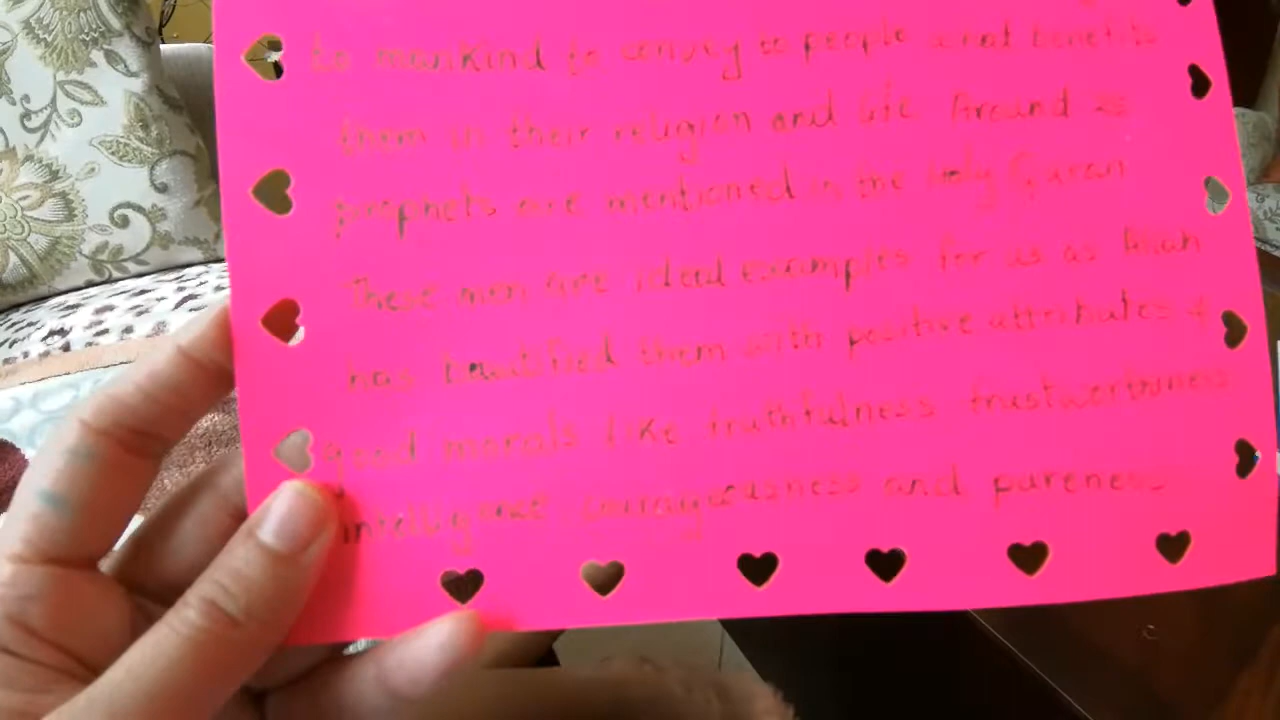 to mankind to convey to people what benefits
them in their religion and life Around 25
prophets are mentioned in the Holy Quran
These men are ideal examples for us as Allah
has beautified them with positive attributes &
good morals like truthfulness trustworthiness
intelligence courageousness and pureness